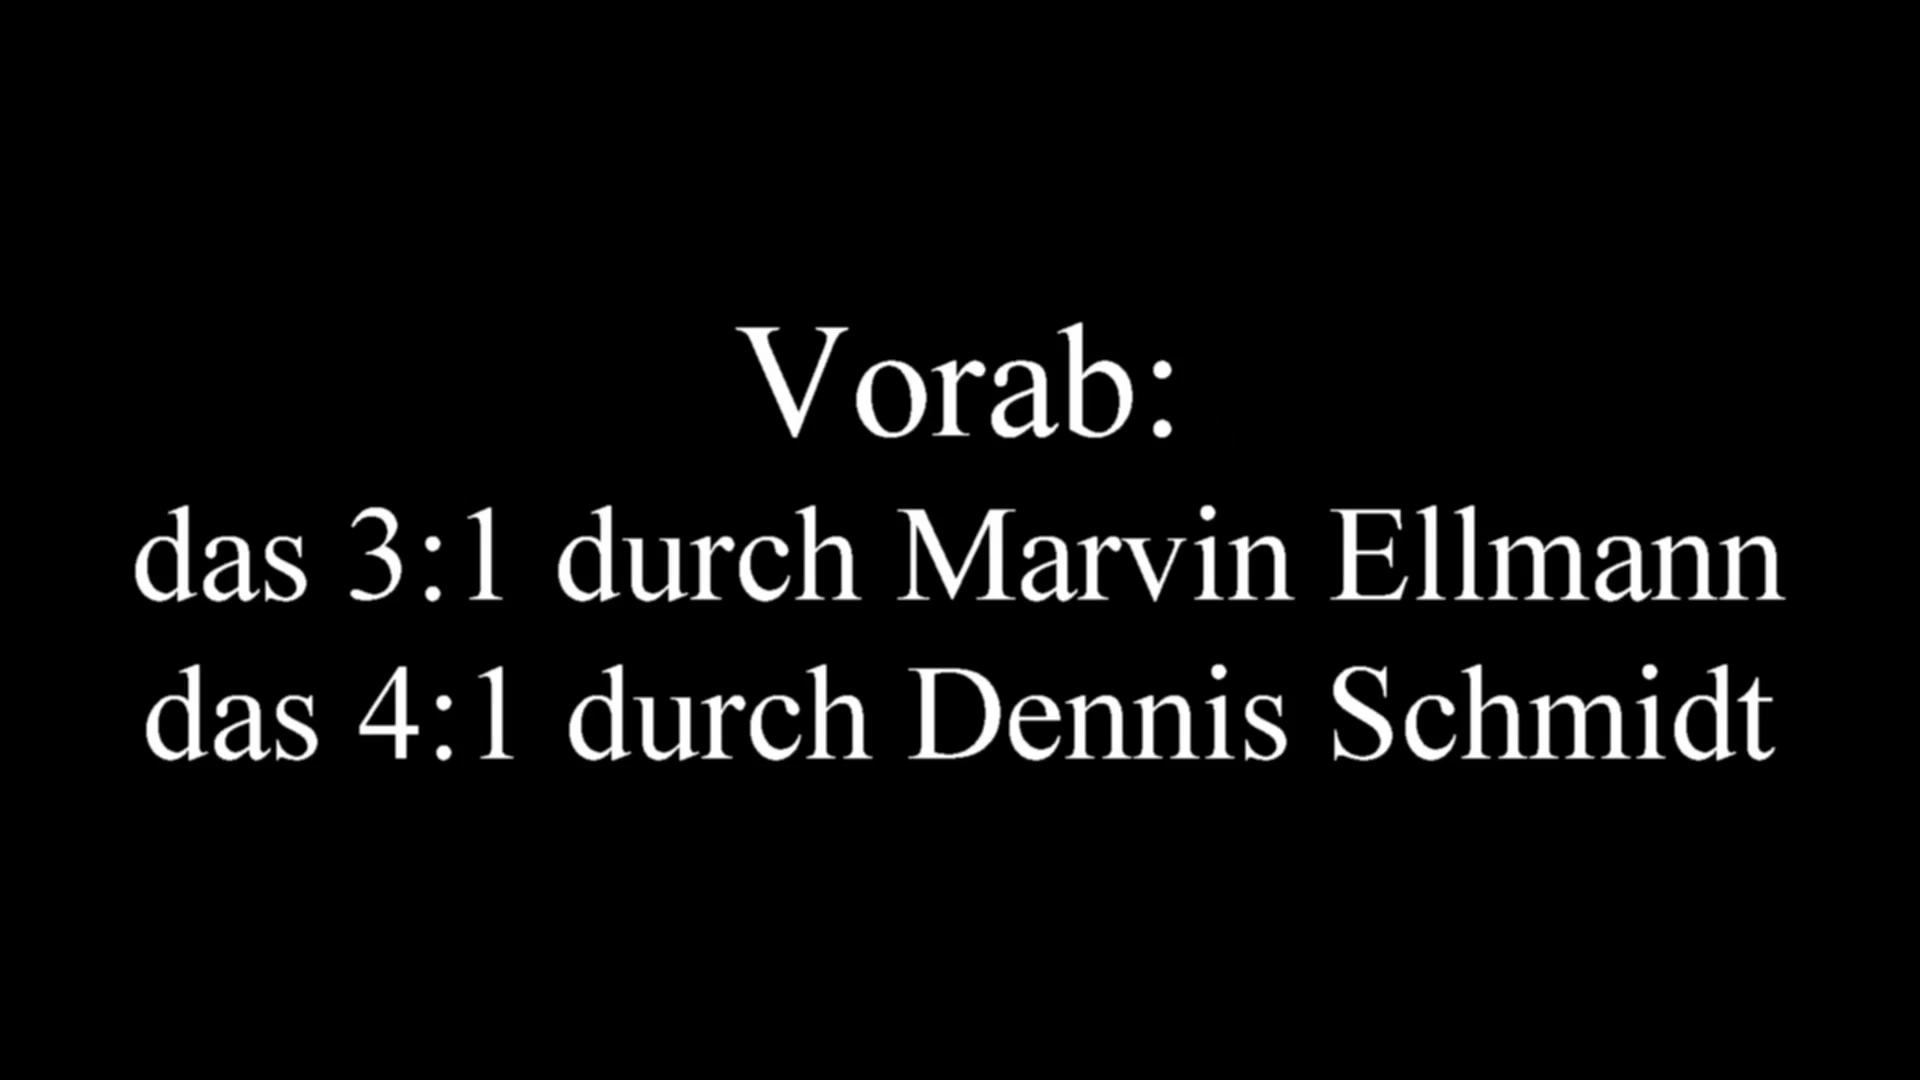 Vorab:
das 3:1 durch Marvin Ellmann
das 4:1 durch Dennis Schmidt